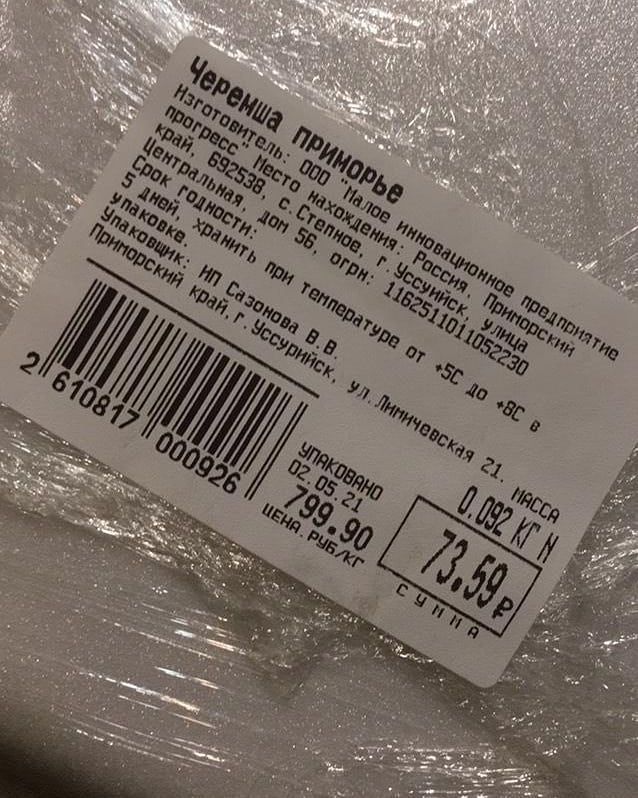 Черемша приморье
Изготовитель: ООО "Малое инновационное предприятие
прогресс" Место нахождения: Россия, Приморский
край, 692538, с.Степное, г.Уссуийск, улица
Центральная, дом 56, огрн: 1162511011052230
Срок годности:
5 дней, хранить при температуре от +5С до +8С в
упаковке.
Упаковщик: ИП Сазонова В.В.
Приморский край,г.Уссурийск, ул.Лимичевская 21.
2 610817 000926
УПАКОВАНО
02.05.21
799.90
ЦЕНА.РУБ/КГ
МАССА
0.092 КГ N
73.59₽
СУММА